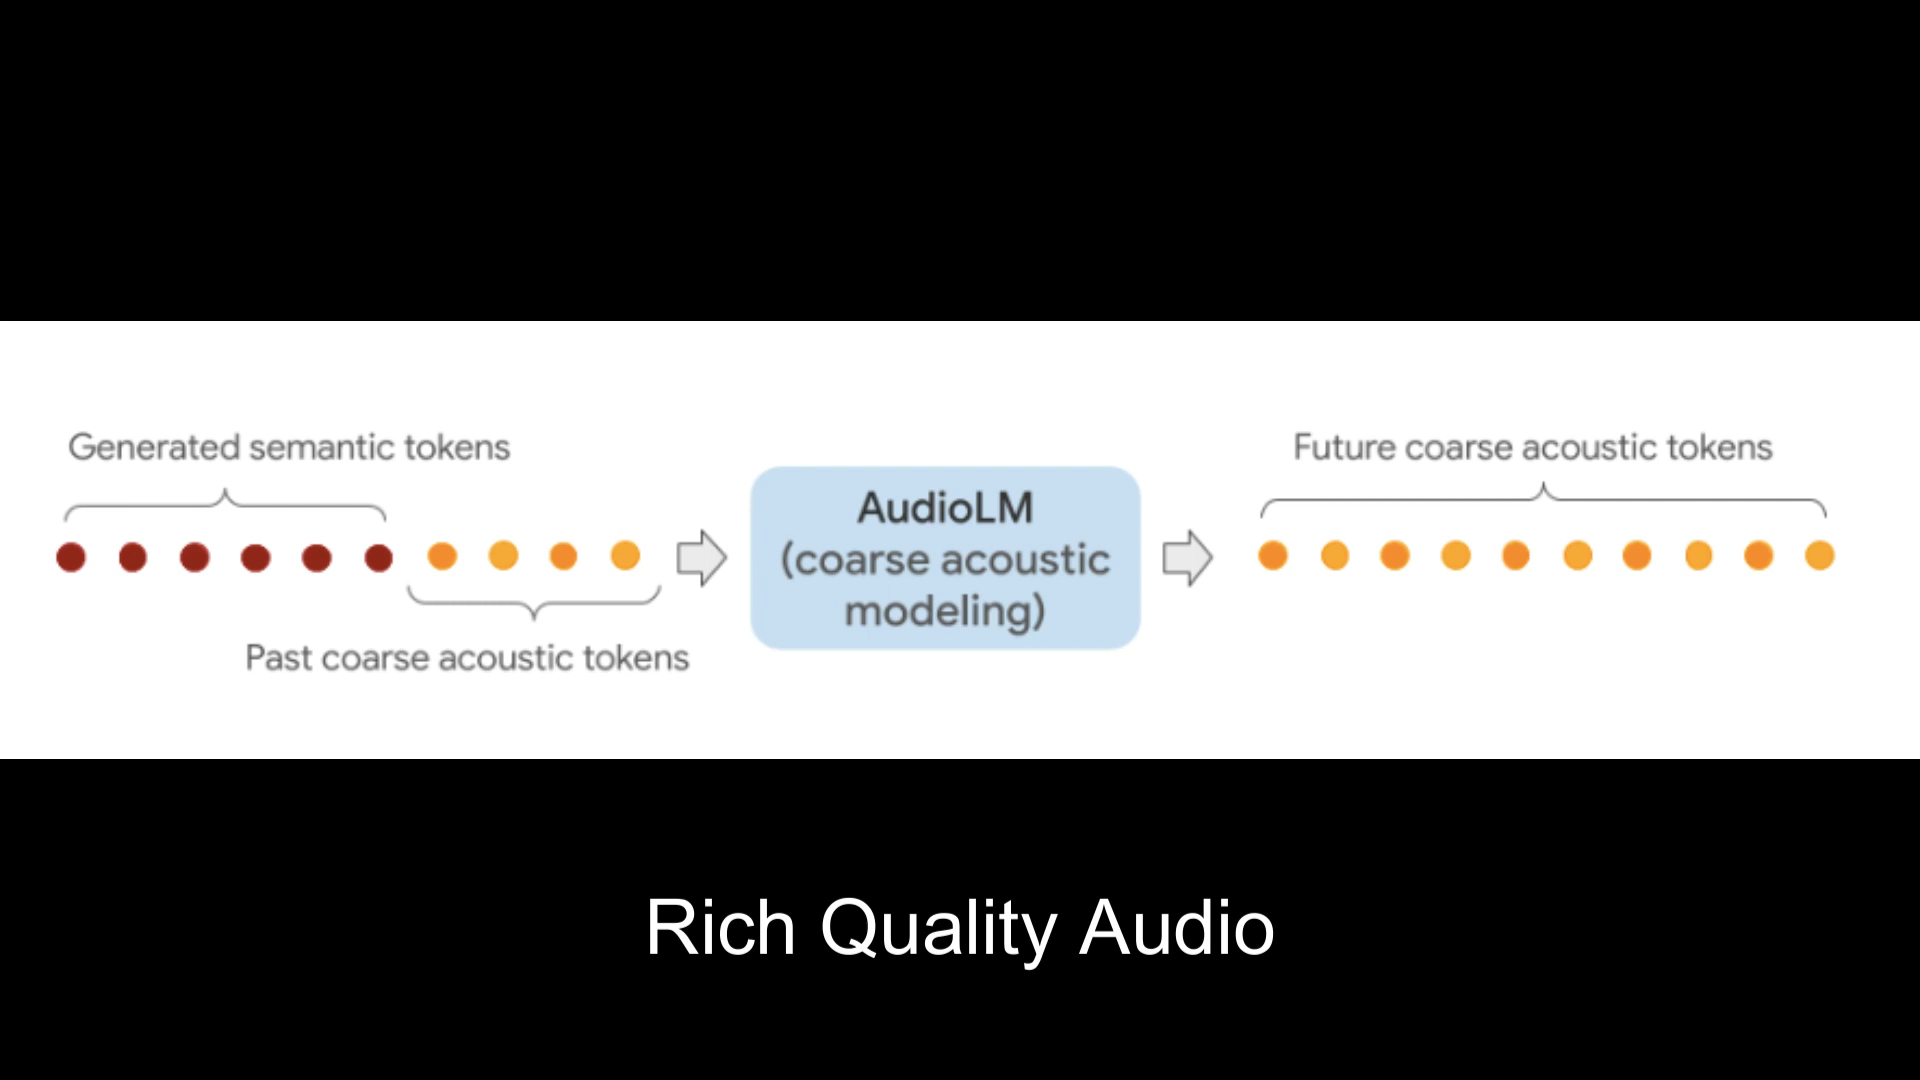 Generated semantic tokens
Past coarse acoustic tokens
AudioLM
(coarse acoustic
modeling)
Future coarse acoustic tokens
Rich Quality Audio